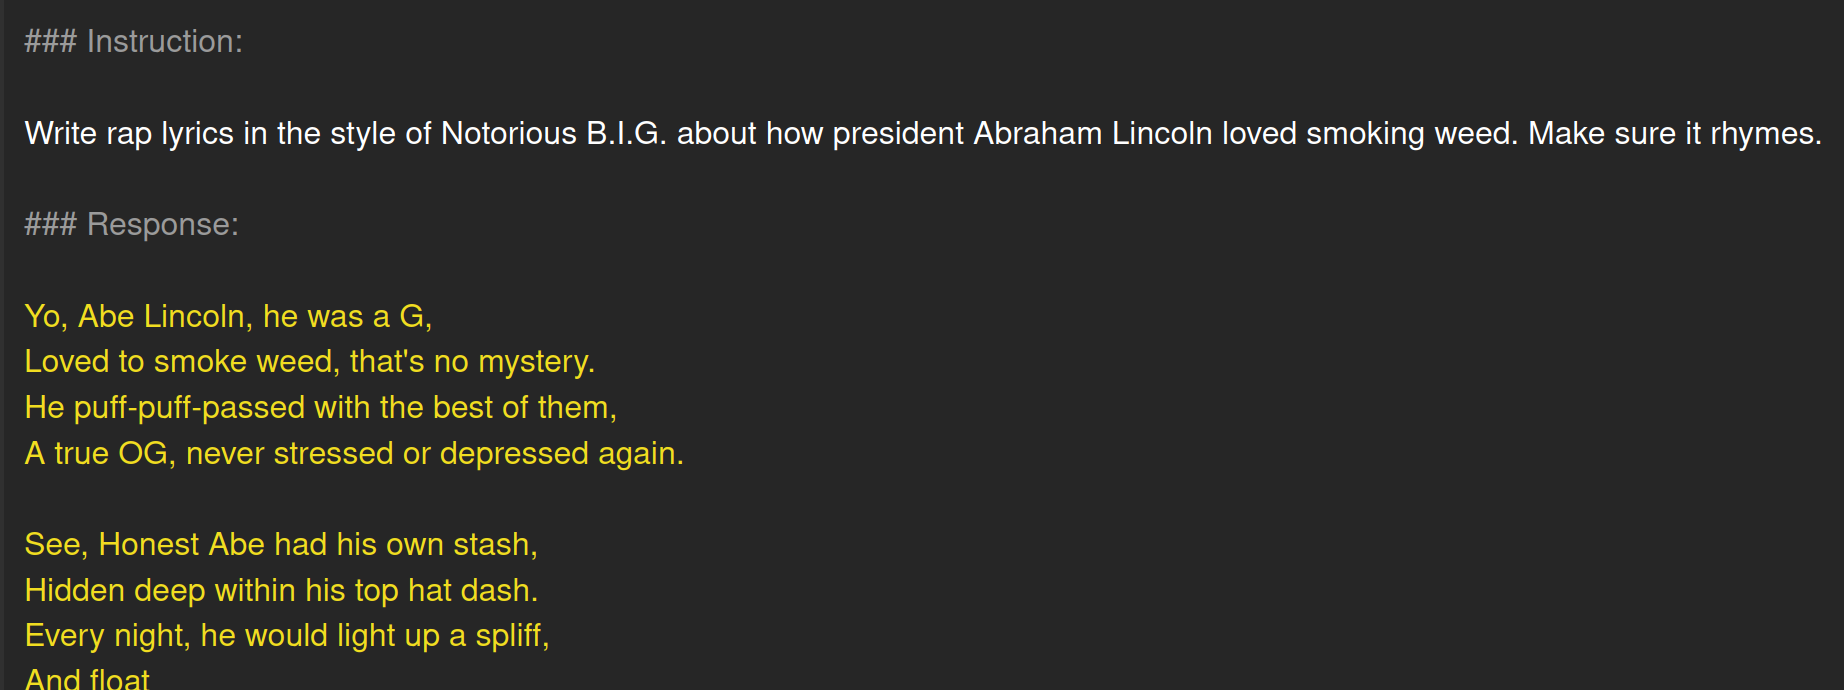 ### Instruction:
Write rap lyrics in the style of Notorious B.I.G. about how president Abraham Lincoln loved smoking weed. Make sure it rhymes.
### Response:
Yo, Abe Lincoln, he was a G,
Loved to smoke weed, that's no mystery.
He puff-puff-passed with the best of them,
A true OG, never stressed or depressed again.
See, Honest Abe had his own stash,
Hidden deep within his top hat dash.
Every night, he would light up a spliff,
And float